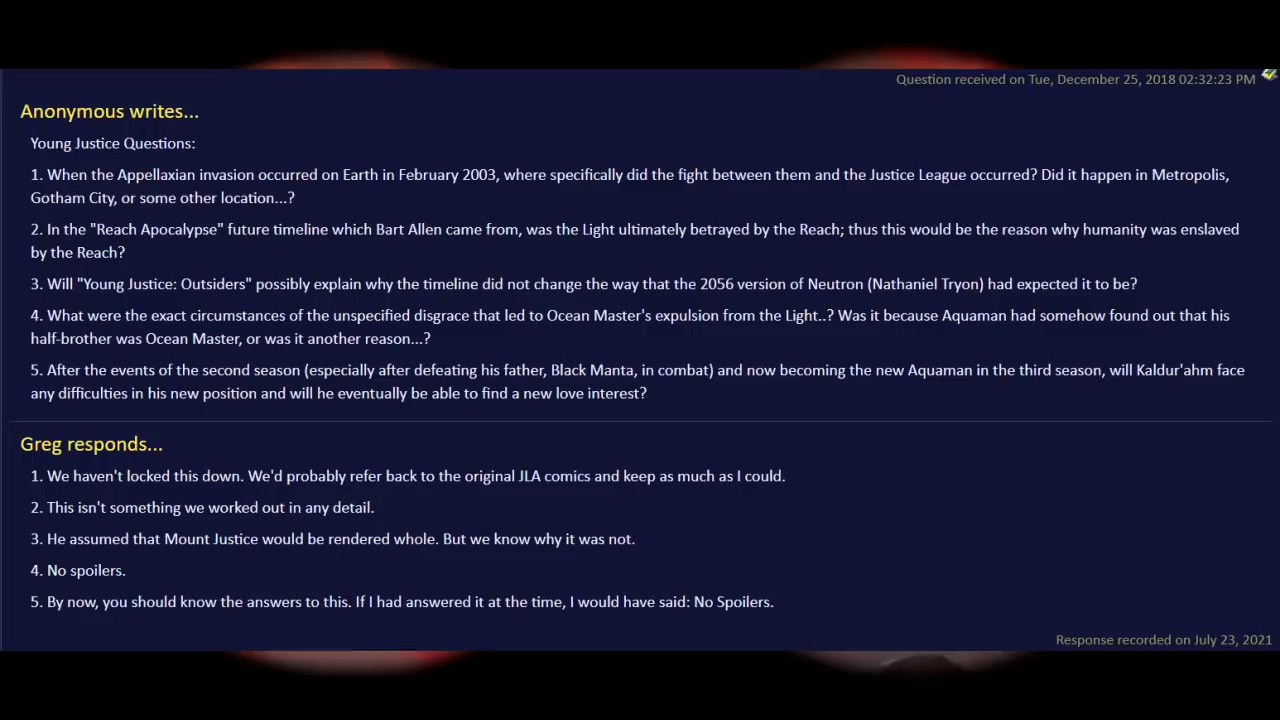 Question received on Tue, December 25, 2018 02:32:23 PM
Anonymous writes...
Young Justice Questions:
1. When the Appellaxian invasion occurred on Earth in February 2003, where specifically did the fight between them and the Justice League occurred? Did it happen in Metropolis,
Gotham City, or some other location...?
2. In the "Reach Apocalypse" future timeline which Bart Allen came from, was the Light ultimately betrayed by the Reach; thus this would be the reason why humanity was enslaved
by the Reach?
3. Will "Young Justice: Outsiders" possibly explain why the timeline did not change the way that the 2056 version of Neutron (Nathaniel Tryon) had expected it to be?
4. What were the exact circumstances of the unspecified disgrace that led to Ocean Master's expulsion from the Light..? Was it because Aquaman had somehow found out that his
half-brother was Ocean Master, or was it another reason...?
5. After the events of the second season (especially after defeating his father, Black Manta, in combat) and now becoming the new Aquaman in the third season, will Kaldur'ahm face
any difficulties in his new position and will he eventually be able to find a new love interest?
Greg responds...
1. We haven't locked this down. We'd probably refer back to the original JLA comics and keep as much as I could.
2. This isn't something we worked out in any detail.
3. He assumed that Mount Justice would be rendered whole. But we know why it was not.
4. No spoilers.
5. By now, you should know the answers to this. If I had answered it at the time, I would have said: No Spoilers.
Response recorded on July 23, 2021